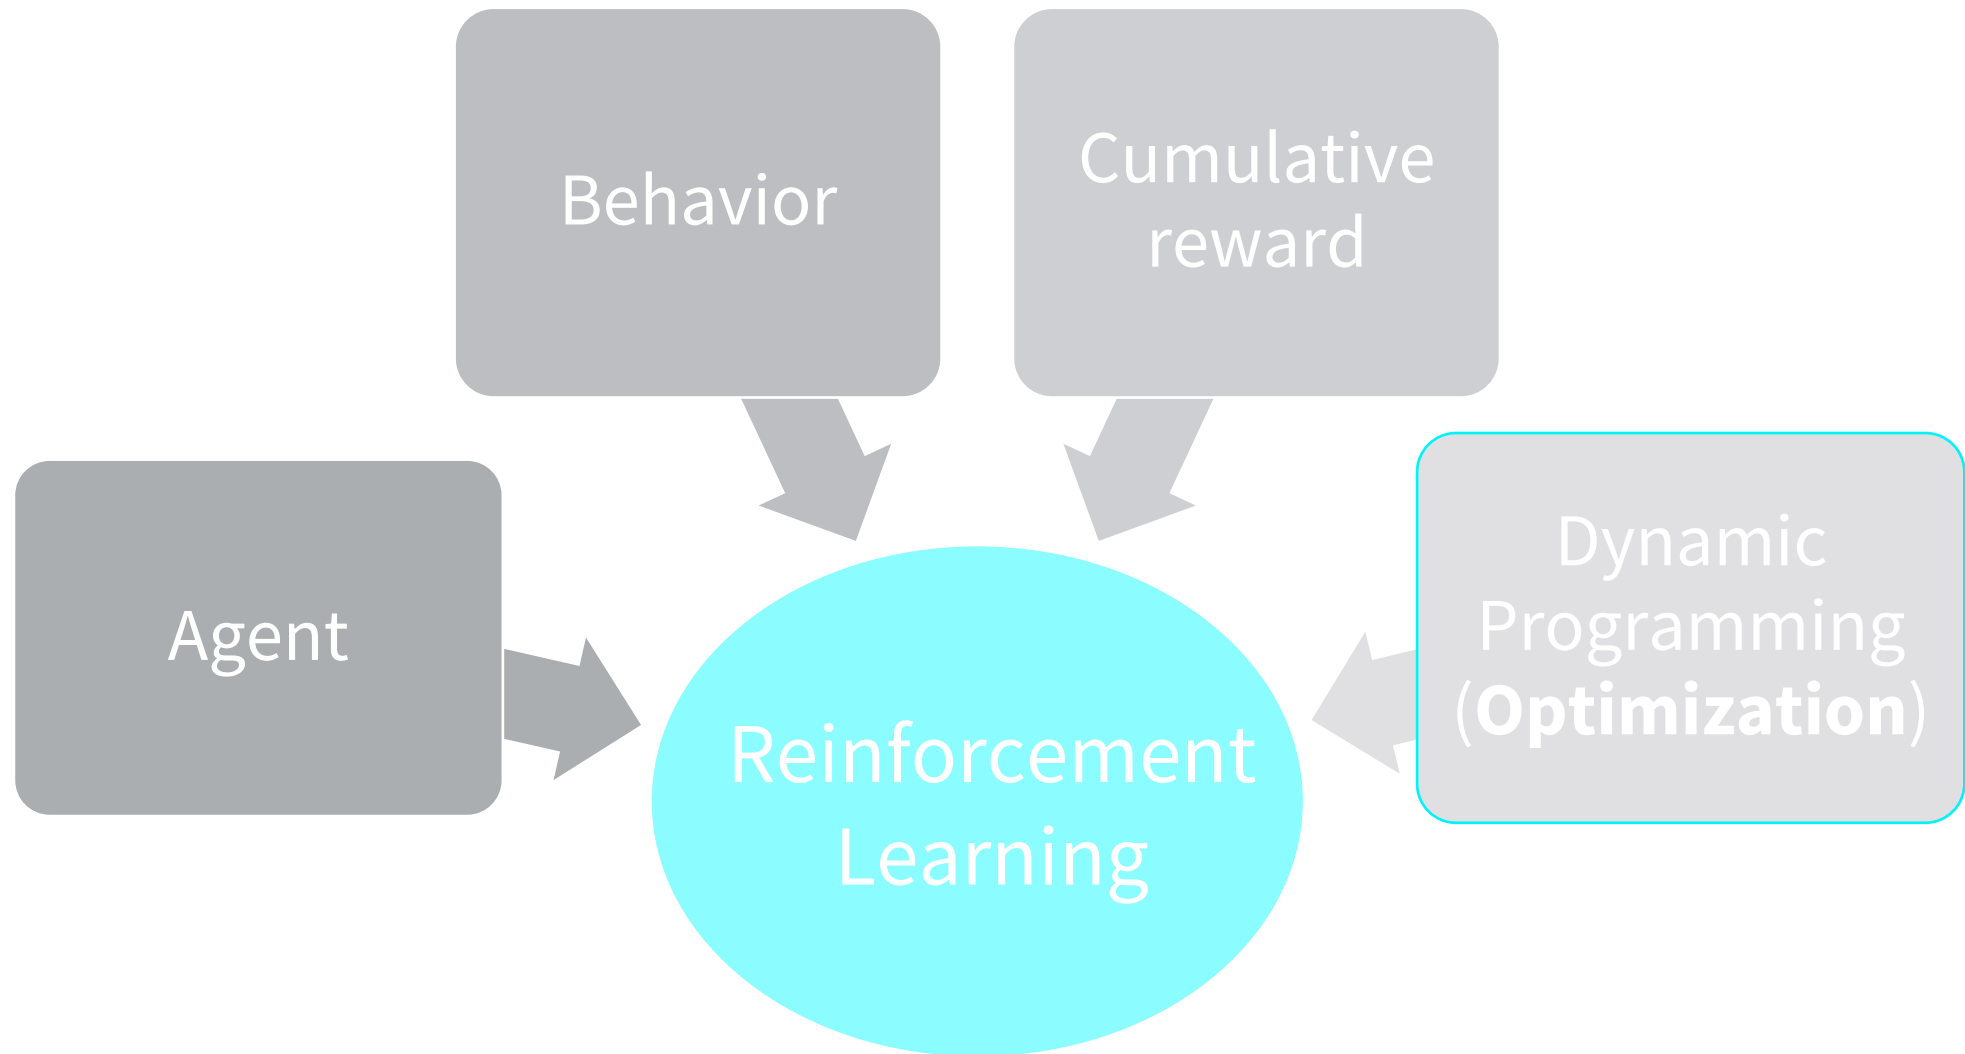 Behavior
Cumulative
reward
Agent
Dynamic
Programming
(Optimization)
Reinforcement
Learning